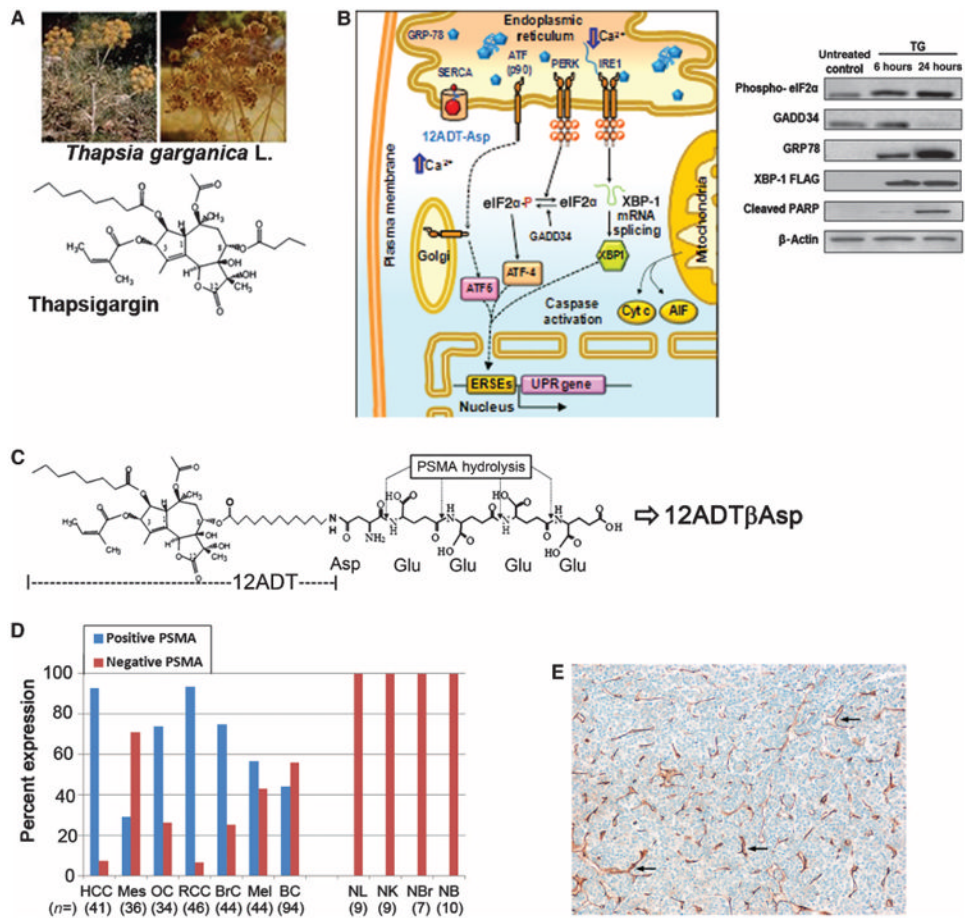 A
Thapsia garganica L.
O
CH₃
OH
12
Thapsigargin
B
Endoplasmic
reticulum
GRP-78
Ca²⁺
ATF
(p90)
PERK
IRE1
SERCA
12ADT-Asp
Ca²⁺
Plasma membrane
eIF2α-P
eIF2α
XBP-1
mRNA
splicing
GADD34
Golgi
ATF6
ATF-4
XBP1
Mitochondria
Caspase
activation
Cyt c
AIF
ERSEs
UPR gene
Nucleus
Untreated
control
TG
6 hours 24 hours
Phospho- eIF2α
GADD34
GRP78
XBP-1 FLAG
Cleaved PARP
β-Actin
C
PSMA hydrolysis
12ADTβAsp
12ADT
Asp Glu Glu Glu Glu
D
Positive PSMA
Negative PSMA
Percent expression
100
80
60
40
20
0
HCC Mes OC RCC BrC Mel BC NL NK NBr NB
(n=) (41) (36) (34) (46) (44) (44) (94) (9) (9) (7) (10)
E